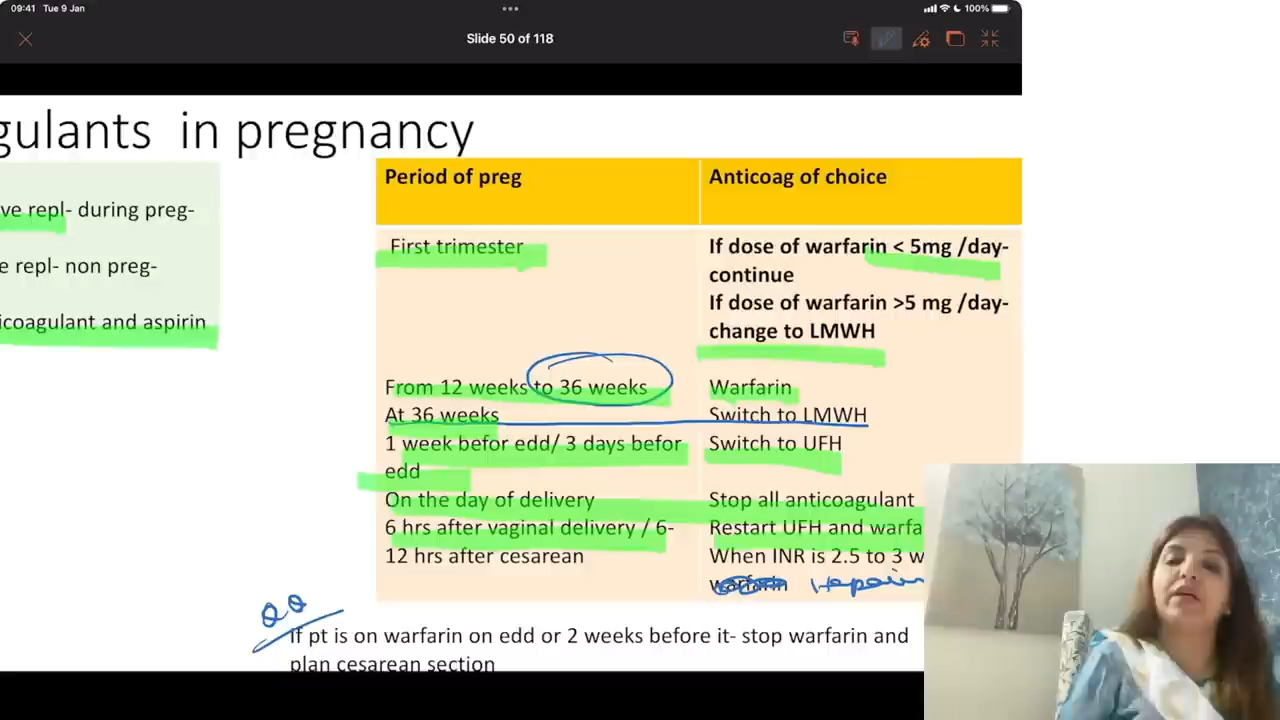 09:41 Tue 9 Jan
100%
Slide 50 of 118
gulants in pregnancy
ve repl- during preg-
e repl- non preg-
icoagulant and aspirin
Period of preg
Anticoag of choice
First trimester
If dose of warfarin < 5mg /day-
continue
If dose of warfarin >5 mg /day-
change to LMWH
From 12 weeks to 36 weeks
Warfarin
At 36 weeks
Switch to LMWH
1 week befor edd/ 3 days befor
edd
Switch to UFH
On the day of delivery
Stop all anticoagulant
6 hrs after vaginal delivery / 6-
12 hrs after cesarean
Restart UFH and warfa
When INR is 2.5 to 3 w
warfarin
If pt is on warfarin on edd or 2 weeks before it- stop warfarin and
plan cesarean section